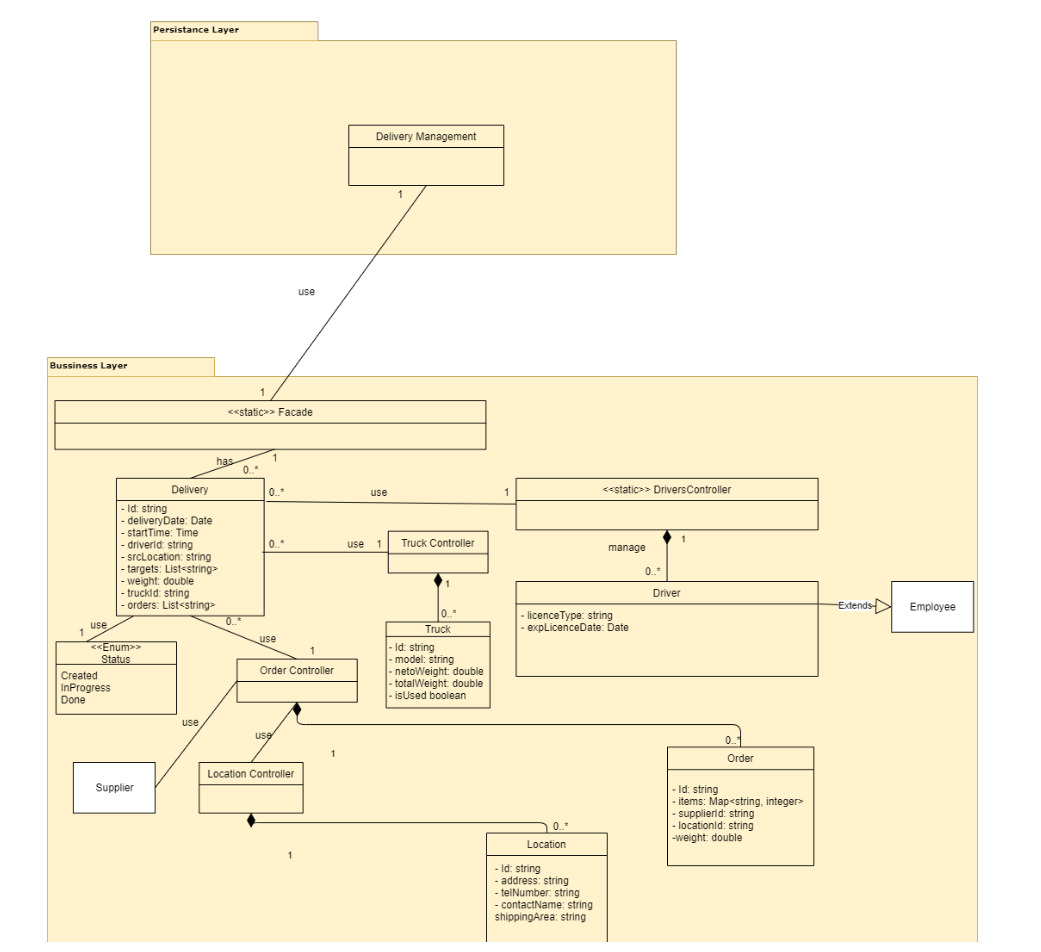 Persistance Layer
Delivery Management
1
use
Bussiness Layer
1
<<static>> Facade
has
1
0..*
Delivery
- Id: string
- deliveryDate: Date
- startTime: Time
- driverId: string
- srcLocation: string
- targets: List<string>
- weight: double
- truckId: string
- orders: List<string>
0..*
use
1
<<static>> DriversController
0..*
use
1
Truck Controller
1
manage
1
0..*
0..*
Driver
- licenceType: string
- expLicenceDate: Date
Extends
Employee
Truck
- Id: string
- model: string
- netoWeight: double
- totalWeight: double
- isUsed boolean
use
1
<<Enum>>
Status
Created
InProgress
Done
0..*
use
1
Order Controller
use
use
1
0..*
Supplier
Location Controller
Order
- Id: string
- items: Map<string, integer>
- supplierId: string
- locationId: string
-weight: double
0..*
1
Location
- Id: string
- address: string
- telNumber: string
- contactName: string
shippingArea: string